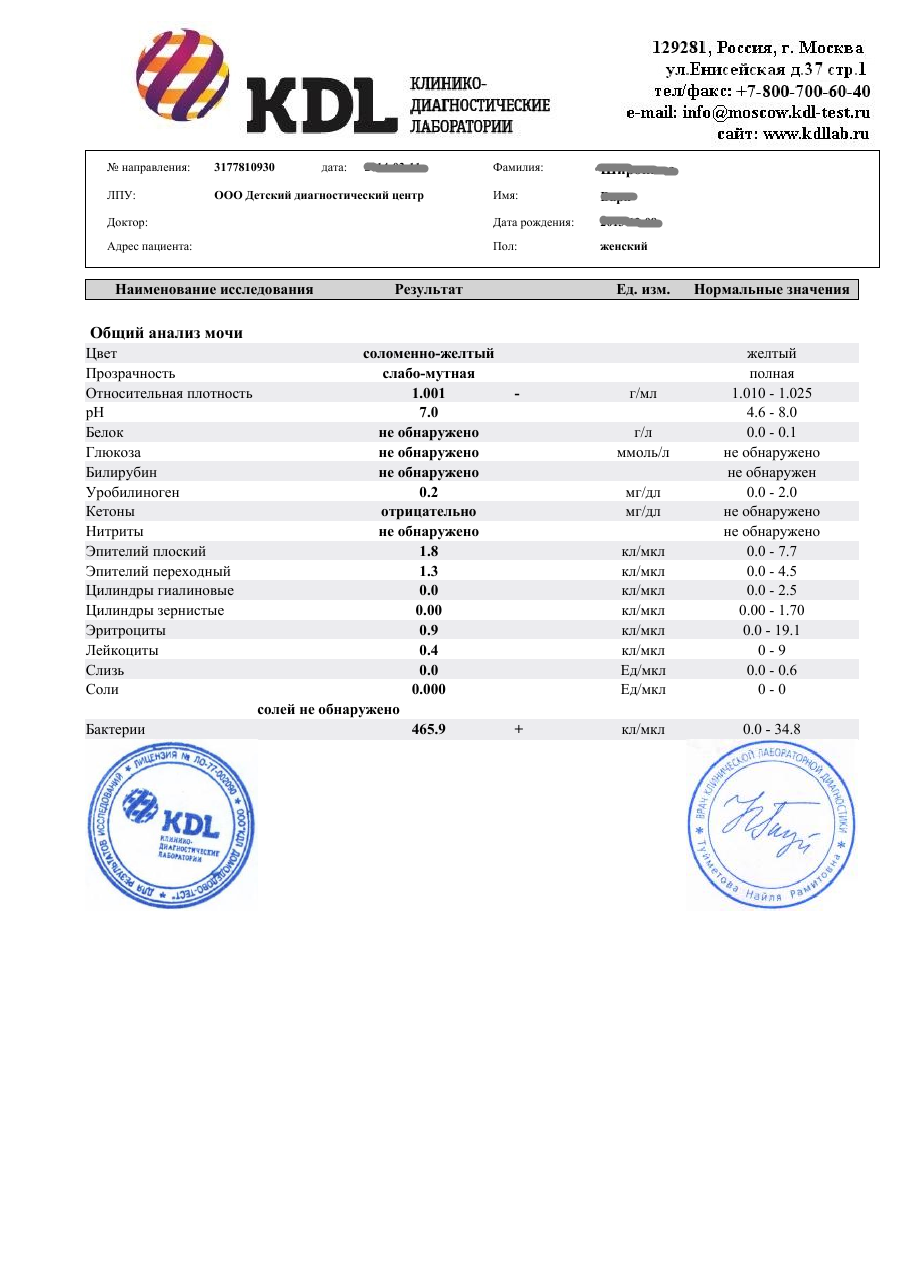 KDL
КЛИНИКО-
ДИАГНОСТИЧЕСКИЕ
ЛАБОРАТОРИИ
129281, Россия, г. Москва
ул.Енисейская д.37 стр.1
тел/факс: +7-800-700-60-40
e-mail: info@moscow.kdl-test.ru
сайт: www.kdllab.ru
№ направления: 3177810930 дата: Фамилия:
ЛПУ: ООО Детский диагностический центр Имя:
Доктор: Дата рождения:
Адрес пациента: Пол: женский
Наименование исследования Результат Ед. изм. Нормальные значения
Общий анализ мочи
Цвет соломенно-желтый желтый
Прозрачность слабо-мутная полная
Относительная плотность 1.001 - г/мл 1.010 - 1.025
pH 7.0 4.6 - 8.0
Белок не обнаружено г/л 0.0 - 0.1
Глюкоза не обнаружено ммоль/л не обнаружено
Билирубин не обнаружено не обнаружен
Уробилиноген 0.2 мг/дл 0.0 - 2.0
Кетоны отрицательно мг/дл не обнаружено
Нитриты не обнаружено не обнаружено
Эпителий плоский 1.8 кл/мкл 0.0 - 7.7
Эпителий переходный 1.3 кл/мкл 0.0 - 4.5
Цилиндры гиалиновые 0.0 кл/мкл 0.0 - 2.5
Цилиндры зернистые 0.00 кл/мкл 0.00 - 1.70
Эритроциты 0.9 кл/мкл 0.0 - 19.1
Лейкоциты 0.4 кл/мкл 0 - 9
Слизь 0.0 Ед/мкл 0.0 - 0.6
Соли 0.000 Ед/мкл 0 - 0
солей не обнаружено
Бактерии 465.9 + кл/мкл 0.0 - 34.8
ЛИЦЕНЗИЯ № ЛО-77-002090 * ООО "КДЛ ДОМОДЕДОВО-ТЕСТ" * ДЛЯ РЕЗУЛЬТАТОВ ИССЛЕДОВАНИЙ *
KDL
КЛИНИКО-
ДИАГНОСТИЧЕСКИЕ
ЛАБОРАТОРИИ
* ВРАЧ КЛИНИЧЕСКОЙ ЛАБОРАТОРНОЙ ДИАГНОСТИКИ *
Туйметова Найля Рамитовна